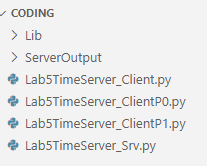 CODING
Lib
ServerOutput
Lab5TimeServer_Client.py
Lab5TimeServer_ClientP0.py
Lab5TimeServer_ClientP1.py
Lab5TimeServer_Srv.py